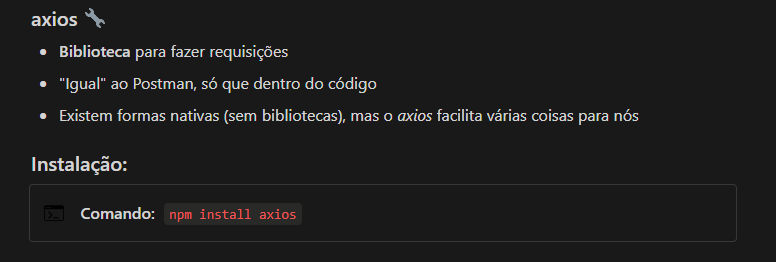 axios 🔧
• Biblioteca para fazer requisições
• "Igual" ao Postman, só que dentro do código
• Existem formas nativas (sem bibliotecas), mas o axios facilita várias coisas para nós
Instalação:
Comando: npm install axios